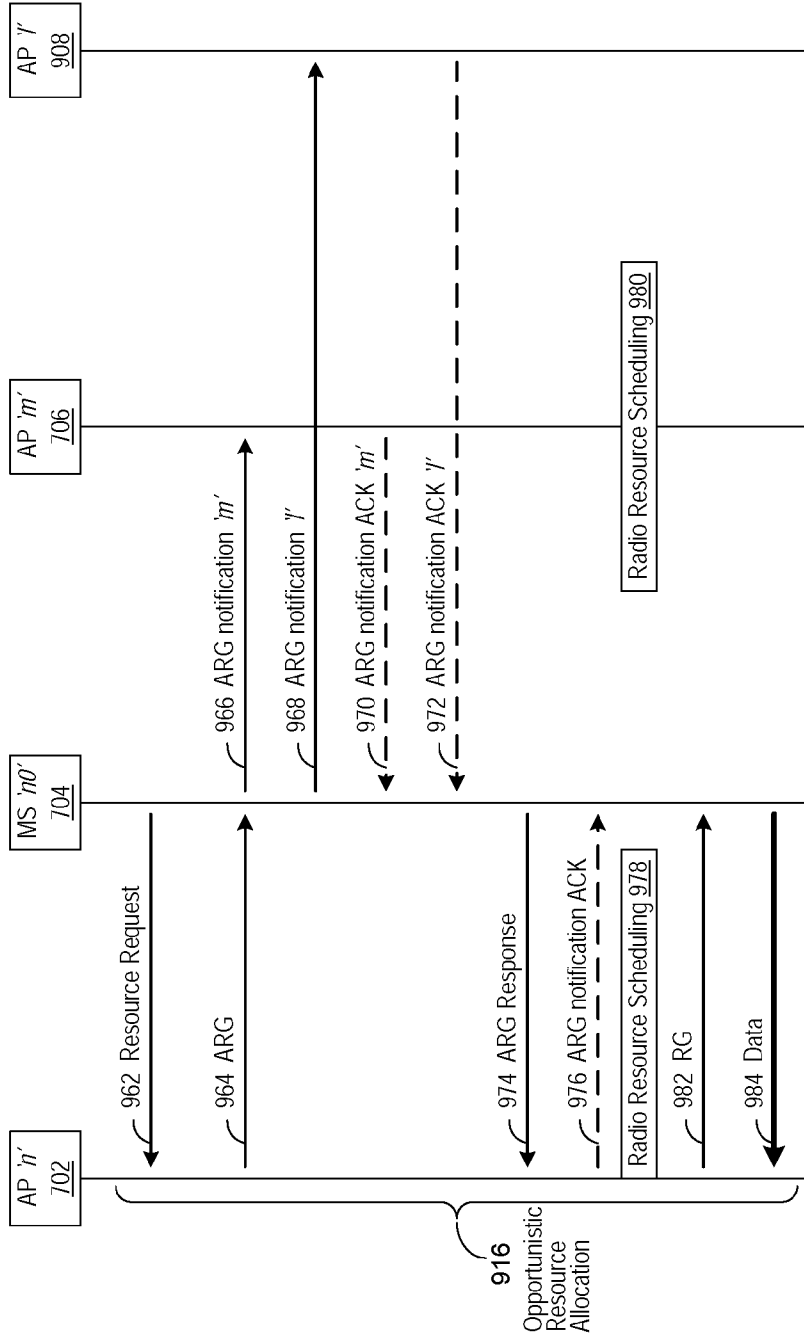 AP 'n'
702
MS 'n0'
704
AP 'm'
706
AP 'l'
908
962 Resource Request
964 ARG
966 ARG notification 'm'
968 ARG notification 'l'
970 ARG notification ACK 'm'
972 ARG notification ACK 'l'
974 ARG Response
976 ARG notification ACK
Radio Resource Scheduling 978
Radio Resource Scheduling 980
982 RG
984 Data
916
Opportunistic
Resource
Allocation